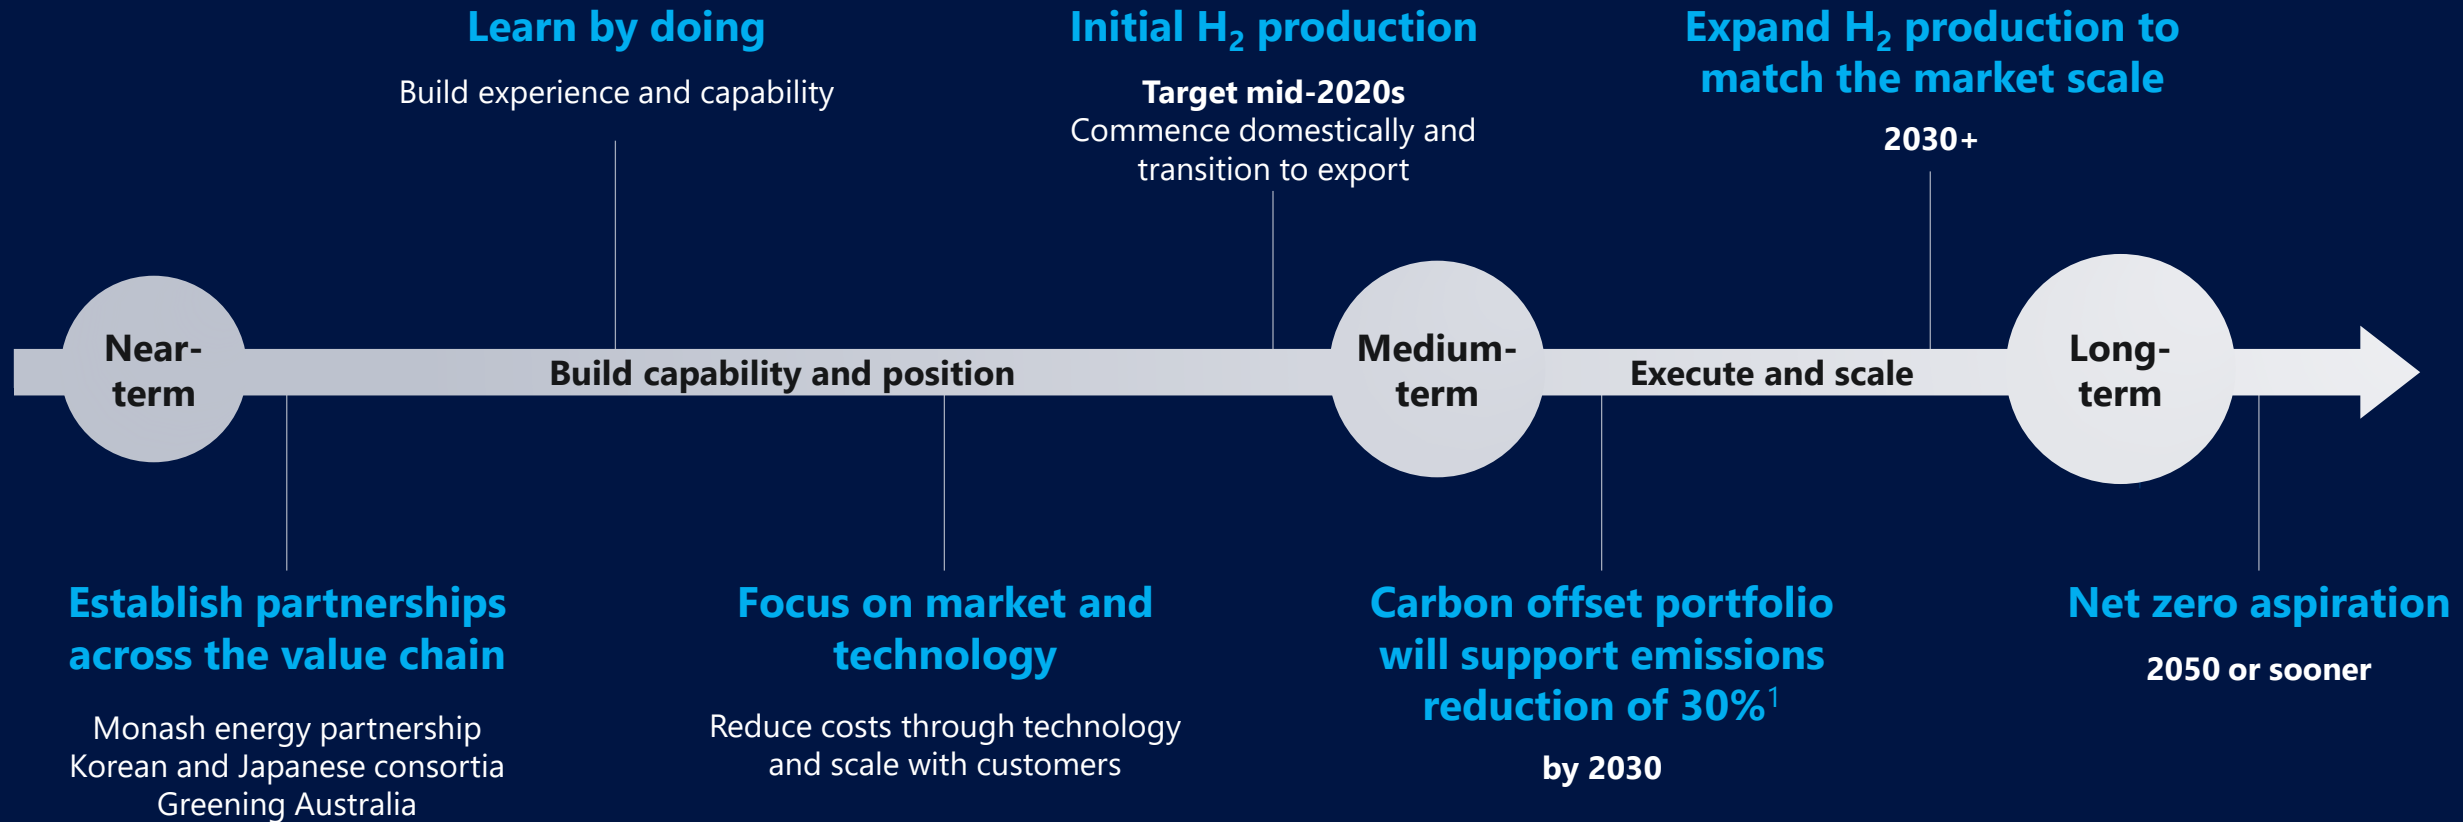 Learn by doing
Build experience and capability
Initial H₂ production
Target mid-2020s
Commence domestically and
transition to export
Expand H₂ production to
match the market scale
2030+
Near-
term
Build capability and position
Medium-
term
Execute and scale
Long-
term
Establish partnerships
across the value chain
Monash energy partnership
Korean and Japanese consortia
Greening Australia
Focus on market and
technology
Reduce costs through technology
and scale with customers
Carbon offset portfolio
will support emissions
reduction of 30%¹
by 2030
Net zero aspiration
2050 or sooner